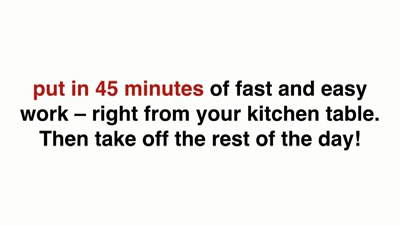 put in 45 minutes of fast and easy
work – right from your kitchen table.
Then take off the rest of the day!